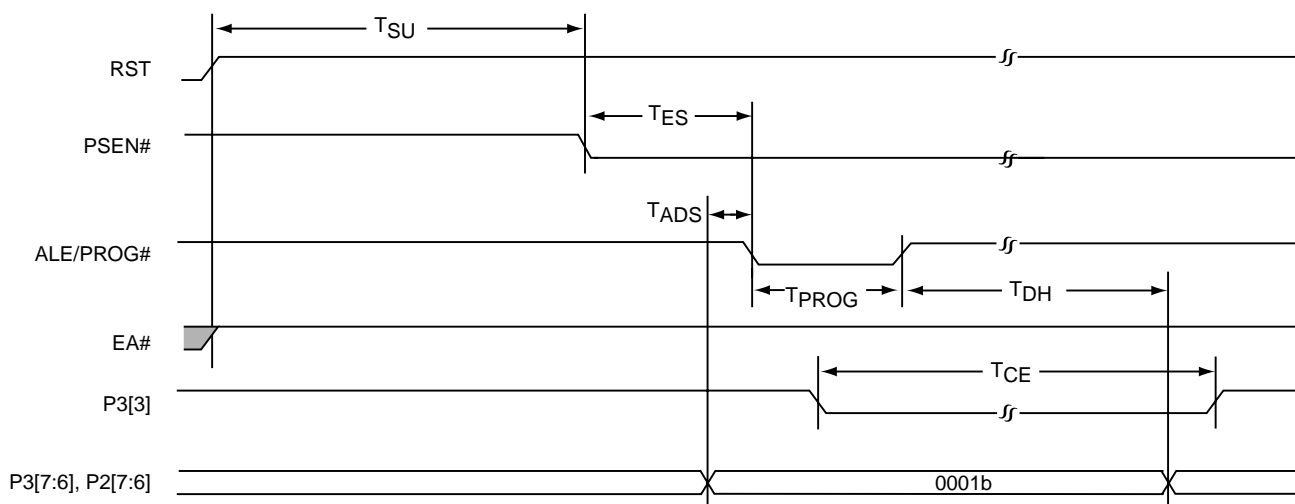 TSU
RST
TES
PSEN#
TADS
ALE/PROG#
TPROG
TDH
EA#
TCE
P3[3]
P3[7:6], P2[7:6]
0001b